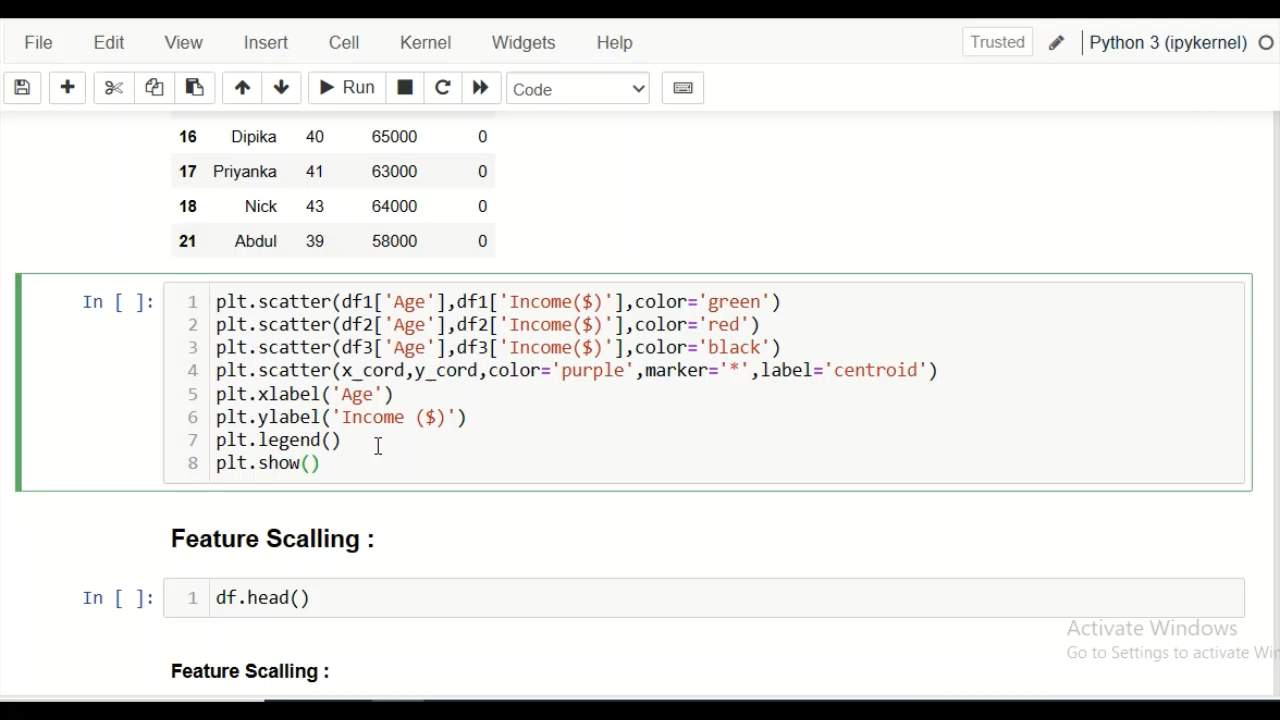 File Edit View Insert Cell Kernel Widgets Help Trusted Python 3 (ipykernel)
Run Code
16 Dipika 40 65000 0
17 Priyanka 41 63000 0
18 Nick 43 64000 0
21 Abdul 39 58000 0
In [ ]: 1 plt.scatter(df1['Age'],df1['Income($)'],color='green')
2 plt.scatter(df2['Age'],df2['Income($)'],color='red')
3 plt.scatter(df3['Age'],df3['Income($)'],color='black')
4 plt.scatter(x_cord,y_cord,color='purple',marker='*',label='centroid')
5 plt.xlabel('Age')
6 plt.ylabel('Income ($)')
7 plt.legend()
8 plt.show()
Feature Scalling :
In [ ]: 1 df.head()
Activate Windows
Go to Settings to activate Win
Feature Scalling :